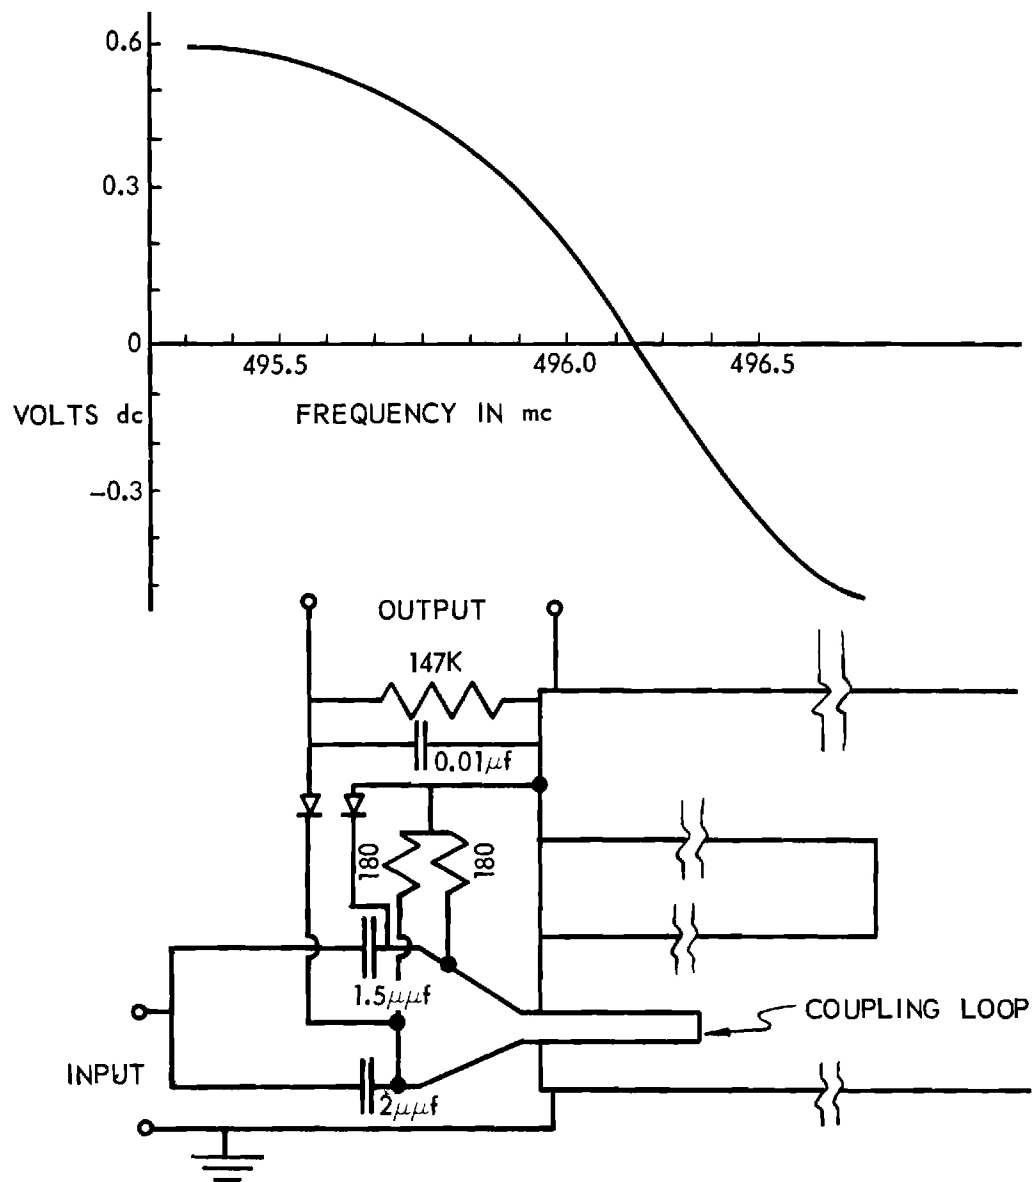 0.6
0.3
0
495.5 496.0 496.5
VOLTS dc FREQUENCY IN mc
-0.3
OUTPUT
147K
0.01μf
180 180
1.5μμf
COUPLING LOOP
INPUT
2μμf